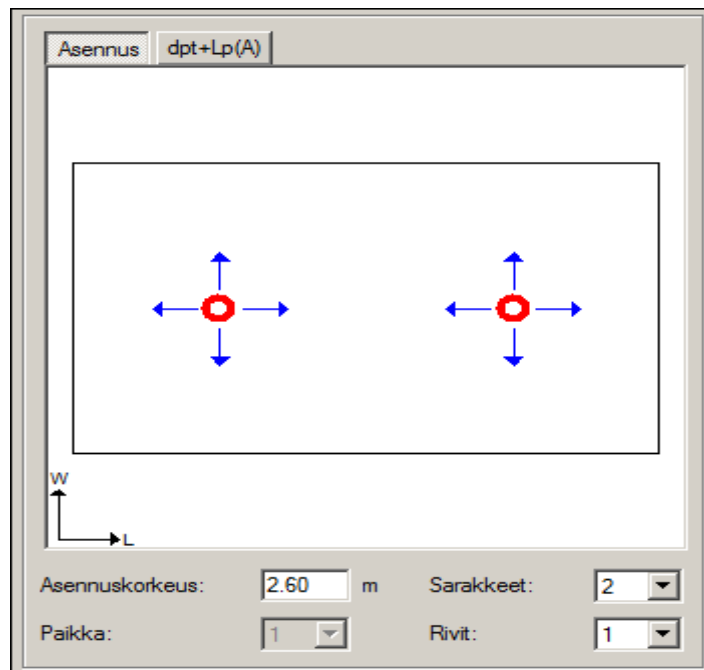 Asennus dpt+Lp(A)
W
L
Asennuskorkeus: 2.60 m Sarakkeet: 2
Paikka: 1 Rivit: 1